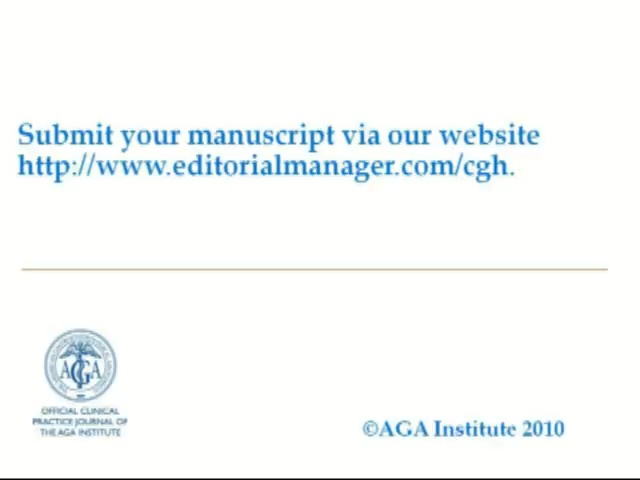 Submit your manuscript via our website
http://www.editorialmanager.com/cgh.
AGA
OFFICIAL CLINICAL
PRACTICE JOURNAL OF
THE AGA INSTITUTE
©AGA Institute 2010